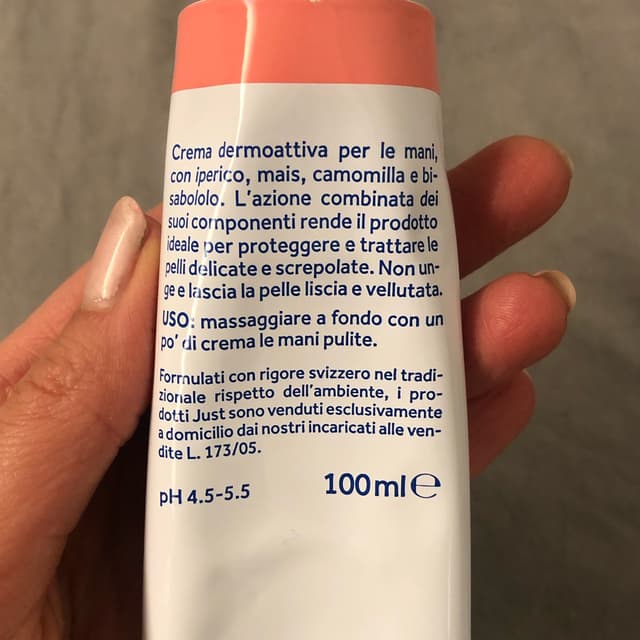 Crema dermoattiva per le mani,
con iperico, mais, camomilla e bi-
sabololo. L'azione combinata dei
suoi componenti rende il prodotto
ideale per proteggere e trattare le
pelli delicate e screpolate. Non un-
ge e lascia la pelle liscia e vellutata.
USO: massaggiare a fondo con un
po' di crema le mani pulite.
Formulati con rigore svizzero nel tradi-
zionale rispetto dell'ambiente, i pro-
dotti Just sono venduti esclusivamente
a domicilio dai nostri incaricati alle ven-
dite L. 173/05.
pH 4.5-5.5 100ml℮